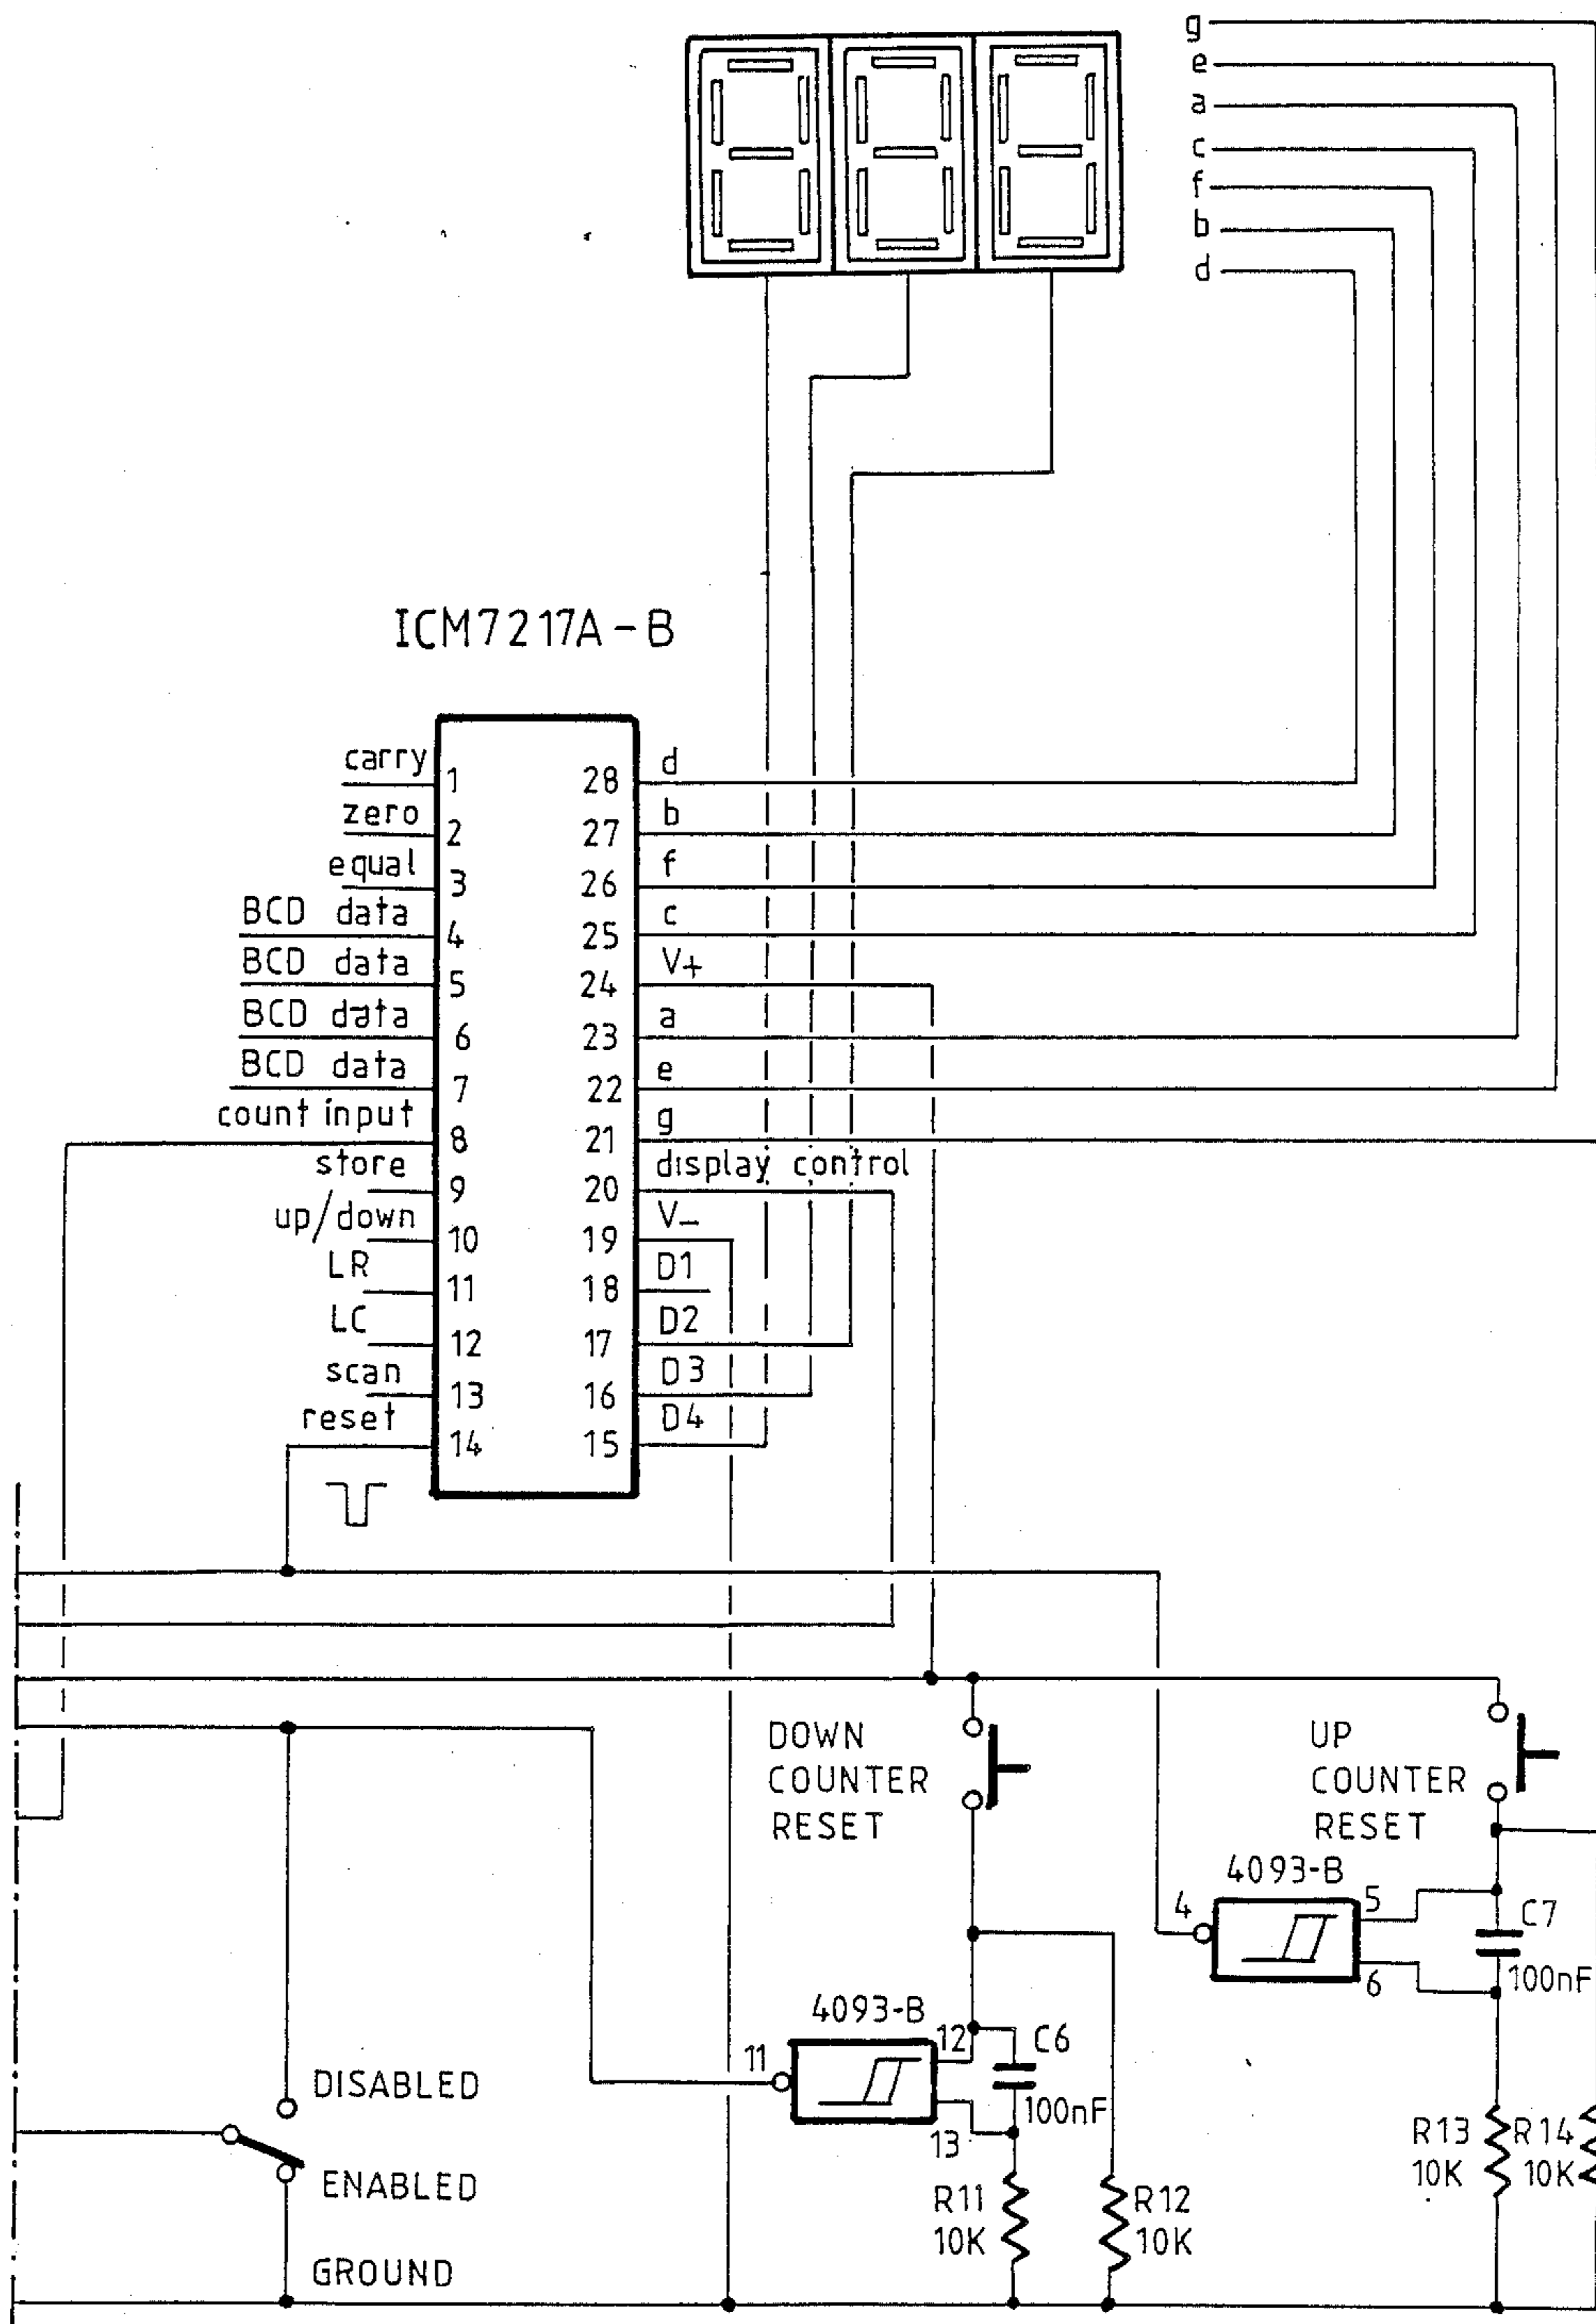 g
e
a
c
f
b
d
ICM7217A-B
carry
1
28
d
zero
2
27
b
equal
3
26
f
BCD data
4
25
c
BCD data
5
24
V+
BCD data
6
23
a
BCD data
7
22
e
count input
8
21
g
store
9
20
display control
up/down
10
19
V-
LR
11
18
D1
LC
12
17
D2
scan
13
16
D3
reset
14
15
D4
DOWN
COUNTER
RESET
UP
COUNTER
RESET
4093-B
4
5
6
C7
100nF
4093-B
11
12
13
C6
100nF
DISABLED
ENABLED
GROUND
R11
10K
R12
10K
R13
10K
R14
10K